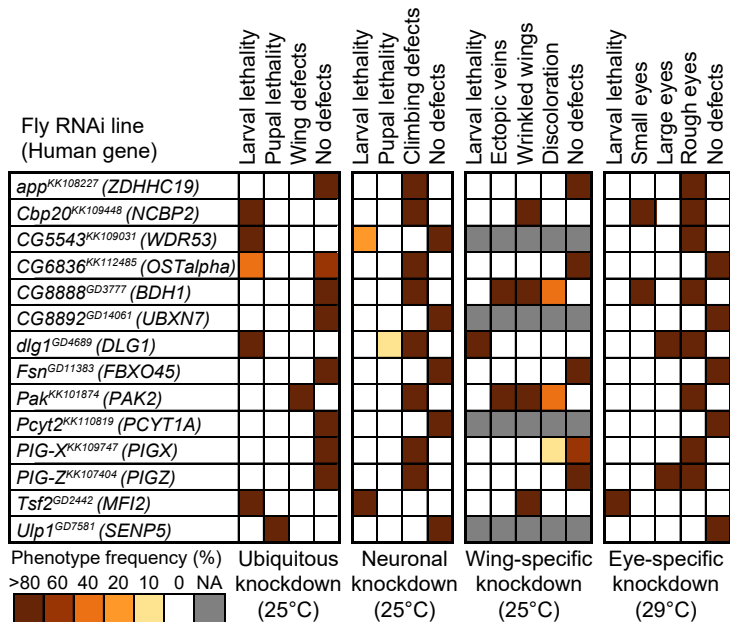 Larval lethality
Pupal lethality
Wing defects
No defects
Larval lethality
Pupal lethality
Climbing defects
No defects
Larval lethality
Ectopic veins
Wrinkled wings
Discoloration
No defects
Larval lethality
Small eyes
Large eyes
Rough eyes
No defects
Fly RNAi line
(Human gene)
app^KK108227 (ZDHHC19)
Cbp20^KK109448 (NCBP2)
CG5543^KK109031 (WDR53)
CG6836^KK112485 (OSTalpha)
CG8888^GD3777 (BDH1)
CG8892^GD14061 (UBXN7)
dlg1^GD4689 (DLG1)
Fsn^GD11383 (FBXO45)
Pak^KK101874 (PAK2)
Pcyt2^KK110819 (PCYT1A)
PIG-X^KK109747 (PIGX)
PIG-Z^KK107404 (PIGZ)
Tsf2^GD2442 (MFI2)
Ulp1^GD7581 (SENP5)
Phenotype frequency (%)
>80 60 40 20 10 0 NA
Ubiquitous
knockdown
(25°C)
Neuronal
knockdown
(25°C)
Wing-specific
knockdown
(25°C)
Eye-specific
knockdown
(29°C)